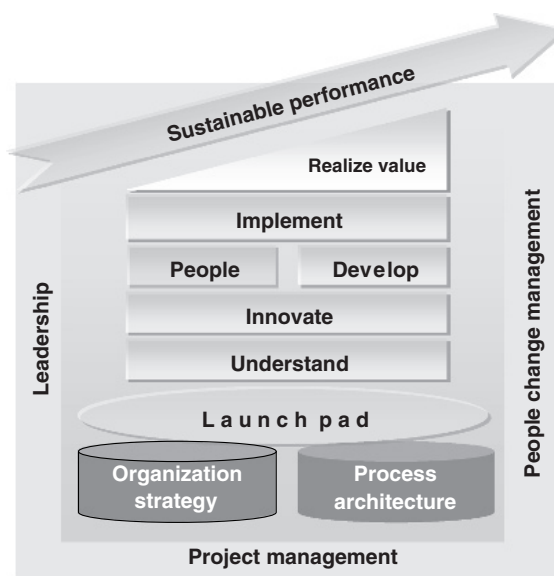 Sustainable performance
Realize value
Implement
People
Develop
Innovate
Understand
Launch pad
Organization
strategy
Process
architecture
Leadership
People change management
Project management